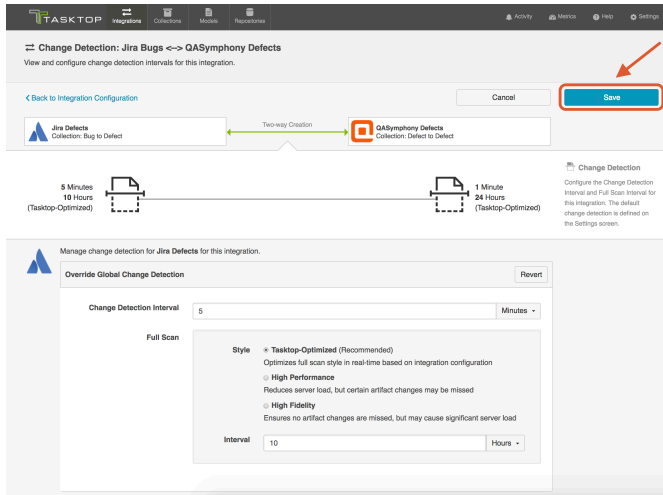 TASKTOP
Integrations
Collections
Models
Repositories
Activity
Metrics
Help
Settings
Change Detection: Jira Bugs <--> QASymphony Defects
View and configure change detection intervals for this integration.
Back to Integration Configuration
Cancel
Save
Jira Defects
Collection: Bug to Defect
Two-way Creation
QASymphony Defects
Collection: Defect to Defect
5 Minutes
10 Hours
(Tasktop-Optimized)
1 Minute
24 Hours
(Tasktop-Optimized)
Change Detection
Configure the Change Detection
Interval and Full Scan Interval for
this integration. The default
change detection is defined on
the Settings screen.
Manage change detection for Jira Defects for this integration.
Override Global Change Detection
Revert
Change Detection Interval
5
Minutes
Full Scan
Style
Tasktop-Optimized (Recommended)
Optimizes full scan style in real-time based on integration configuration
High Performance
Reduces server load, but certain artifact changes may be missed
High Fidelity
Ensures no artifact changes are missed, but may cause significant server load
Interval
10
Hours